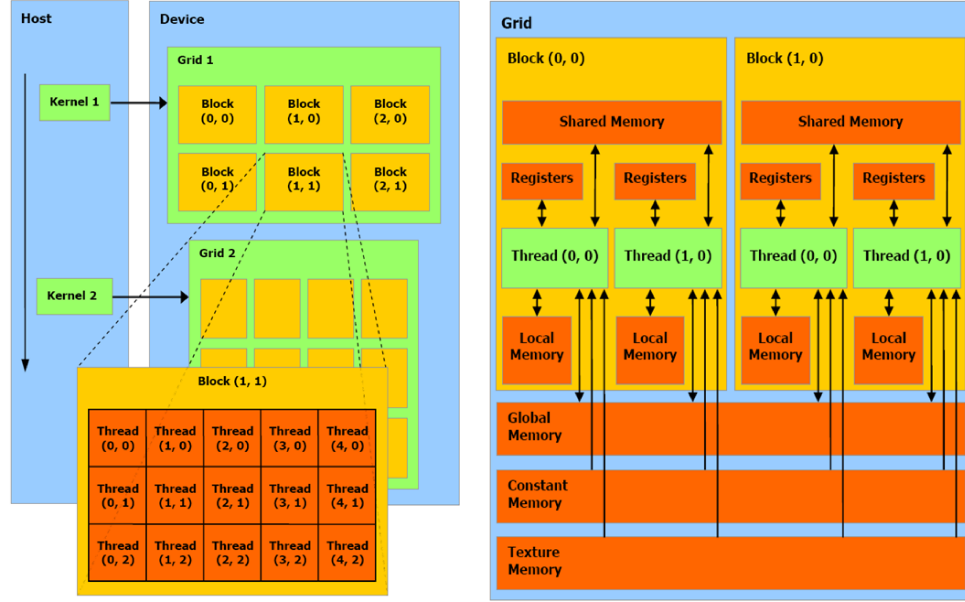 Host
Device
Grid 1
Kernel 1
Block
(0, 0)
Block
(1, 0)
Block
(2, 0)
Block
(0, 1)
Block
(1, 1)
Block
(2, 1)
Grid 2
Kernel 2
Block (1, 1)
Thread
(0, 0)
Thread
(1, 0)
Thread
(2, 0)
Thread
(3, 0)
Thread
(4, 0)
Thread
(0, 1)
Thread
(1, 1)
Thread
(2, 1)
Thread
(3, 1)
Thread
(4, 1)
Thread
(0, 2)
Thread
(1, 2)
Thread
(2, 2)
Thread
(3, 2)
Thread
(4, 2)
Grid
Block (0, 0)
Shared Memory
Registers
Registers
Thread (0, 0)
Thread (1, 0)
Local
Memory
Local
Memory
Block (1, 0)
Shared Memory
Registers
Registers
Thread (0, 0)
Thread (1, 0)
Local
Memory
Local
Memory
Global
Memory
Constant
Memory
Texture
Memory